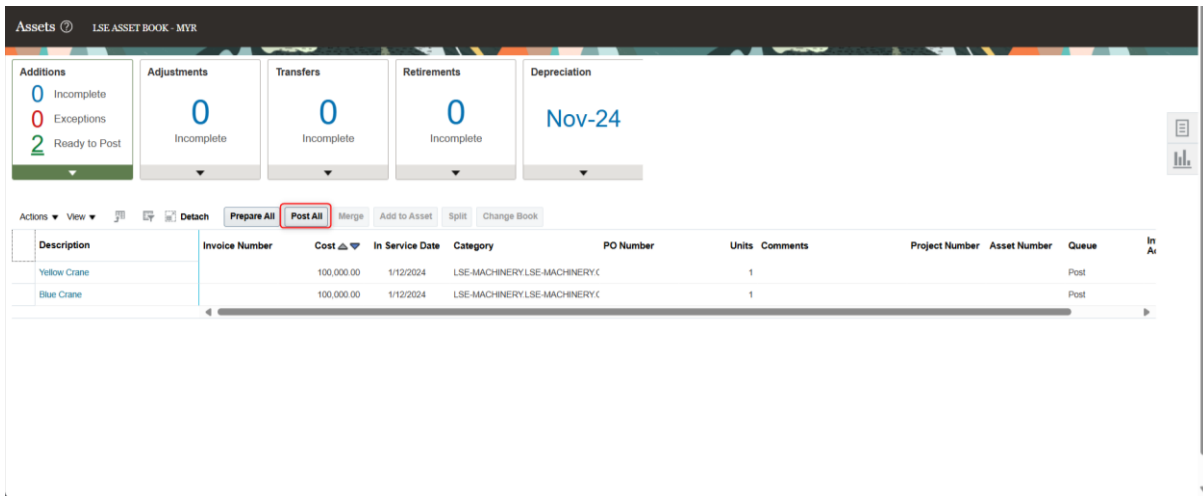 Assets LSE ASSET BOOK - MYR
Additions Adjustments Transfers Retirements Depreciation
0 Incomplete
0 Exceptions
2 Ready to Post
0
Incomplete
0
Incomplete
0
Incomplete
Nov-24
Actions View Detach Prepare All Post All Merge Add to Asset Split Change Book
Description Invoice Number Cost In Service Date Category PO Number Units Comments Project Number Asset Number Queue
Yellow Crane 100,000.00 1/12/2024 LSE-MACHINERY.LSE-MACHINERY. 1 Post
Blue Crane 100,000.00 1/12/2024 LSE-MACHINERY.LSE-MACHINERY. 1 Post